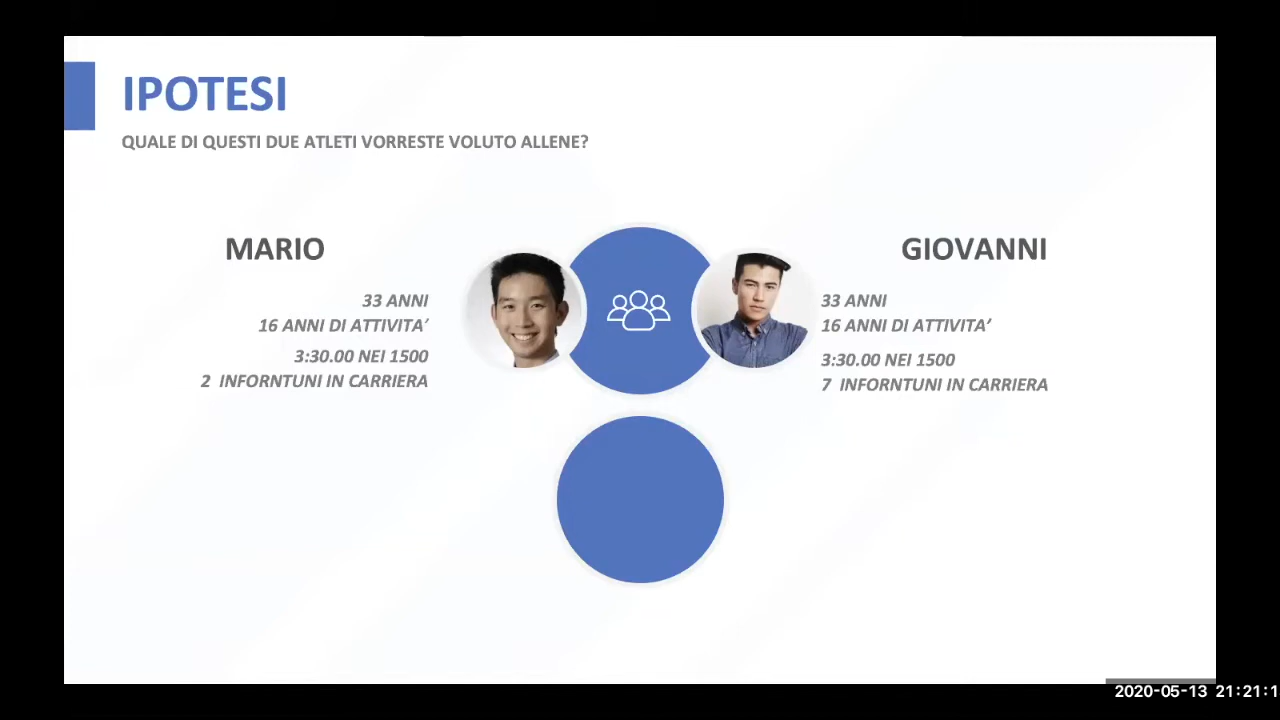 IPOTESI
QUALE DI QUESTI DUE ATLETI VORRESTE VOLUTO ALLENE?
MARIO
33 ANNI
16 ANNI DI ATTIVITA’
3:30.00 NEI 1500
2 INFORNTUNI IN CARRIERA
GIOVANNI
33 ANNI
16 ANNI DI ATTIVITA’
3:30.00 NEI 1500
7 INFORNTUNI IN CARRIERA
2020-05-13 21:21:1